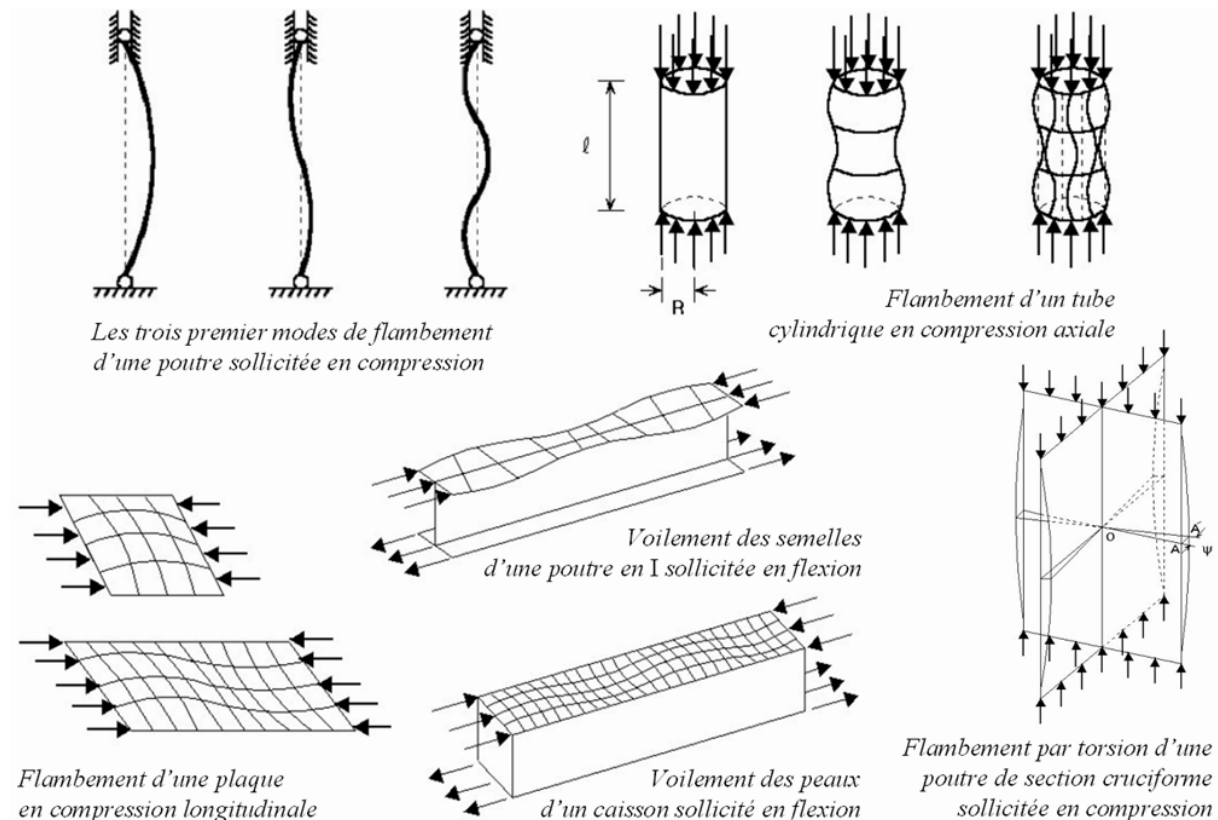 ℓ
R
Les trois premier modes de flambement
d'une poutre sollicitée en compression
Flambement d'un tube
cylindrique en compression axiale
Voilement des semelles
d'une poutre en I sollicitée en flexion
O
A'
A
Ψ
Flambement d'une plaque
en compression longitudinale
Voilement des peaux
d'un caisson sollicité en flexion
Flambement par torsion d'une
poutre de section cruciforme
sollicitée en compression